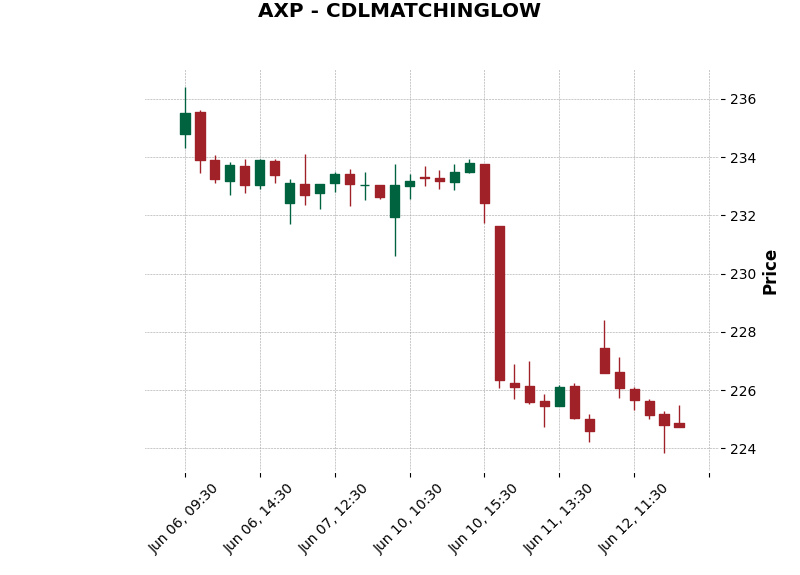 AXP - CDLMATCHINGLOW
236
234
232
230
228
226
224
Price
Jun 06, 09:30
Jun 06, 14:30
Jun 07, 12:30
Jun 10, 10:30
Jun 10, 15:30
Jun 11, 13:30
Jun 12, 11:30